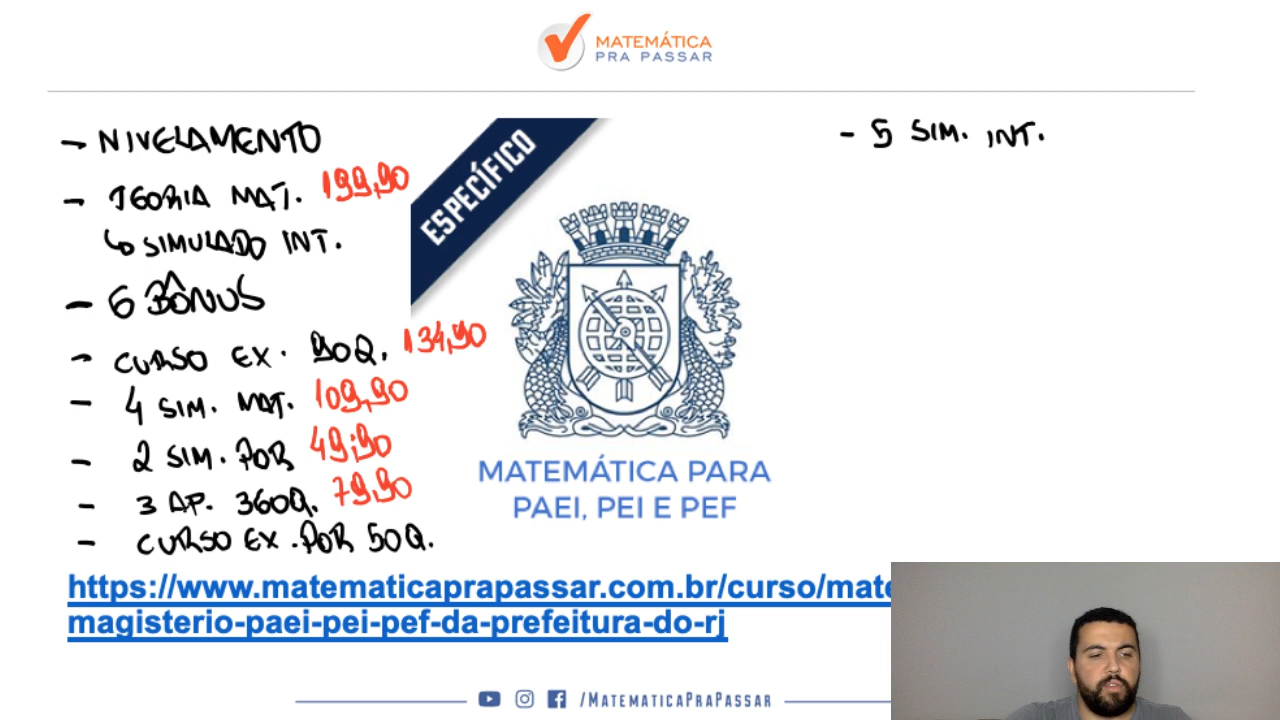 MATEMÁTICA
PRA PASSAR
- NIVELAMENTO
- TEORIA MAT. 199,90
↳ SIMULADO INT.
- 6 BÔNUS
- CURSO EX. 90Q. 134,90
- 4 SIM. MAT. 109,90
- 2 SIM. POR 49,90
- 3 AP. 360Q. 79,90
- CURSO EX. POR 50Q.
ESPECÍFICO
MATEMÁTICA PARA
PAEI, PEI E PEF
- 5 SIM. INT.
https://www.matematicaprapassar.com.br/curso/mate
magisterio-paei-pei-pef-da-prefeitura-do-rj
/MATEMATICAPRAPASSAR